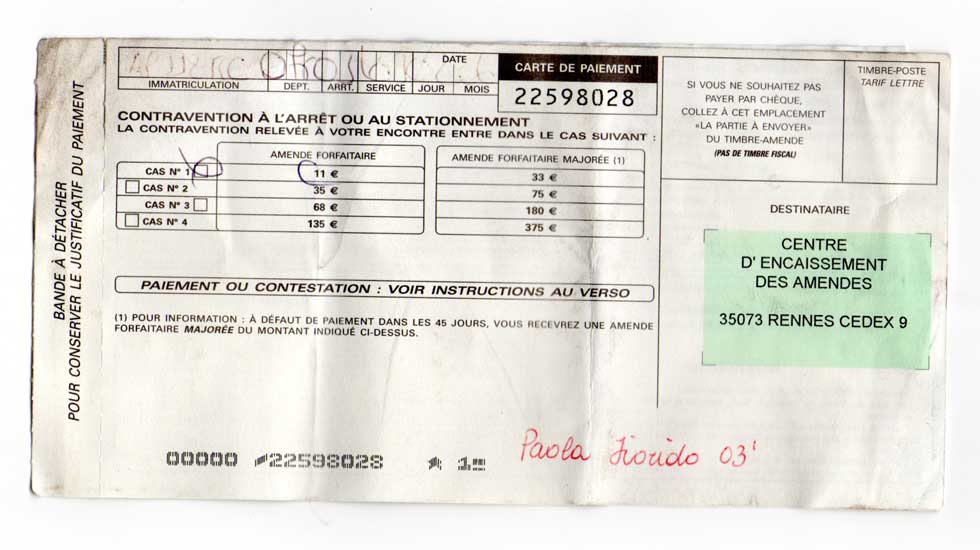 BANDE À DÉTACHER
POUR CONSERVER LE JUSTIFICATIF DU PAIEMENT
DATE
IMMATRICULATION DEPT. ARRT. SERVICE JOUR MOIS
CARTE DE PAIEMENT
22598028
CONTRAVENTION À L'ARRÊT OU AU STATIONNEMENT
LA CONTRAVENTION RELEVÉE À VOTRE ENCONTRE ENTRE DANS LE CAS SUIVANT :
AMENDE FORFAITAIRE AMENDE FORFAITAIRE MAJORÉE (1)
CAS N° 1 11 € 33 €
CAS N° 2 35 € 75 €
CAS N° 3 68 € 180 €
CAS N° 4 135 € 375 €
PAIEMENT OU CONTESTATION : VOIR INSTRUCTIONS AU VERSO
(1) POUR INFORMATION : À DÉFAUT DE PAIEMENT DANS LES 45 JOURS, VOUS RECEVREZ UNE AMENDE
FORFAITAIRE MAJORÉE DU MONTANT INDIQUÉ CI-DESSUS.
SI VOUS NE SOUHAITEZ PAS
PAYER PAR CHÈQUE,
COLLEZ À CET EMPLACEMENT
«LA PARTIE À ENVOYER»
DU TIMBRE-AMENDE
(PAS DE TIMBRE FISCAL)
TIMBRE-POSTE
TARIF LETTRE
DESTINATAIRE
CENTRE
D' ENCAISSEMENT
DES AMENDES
35073 RENNES CEDEX 9
00000 22598028
Paola Fiorido 03'